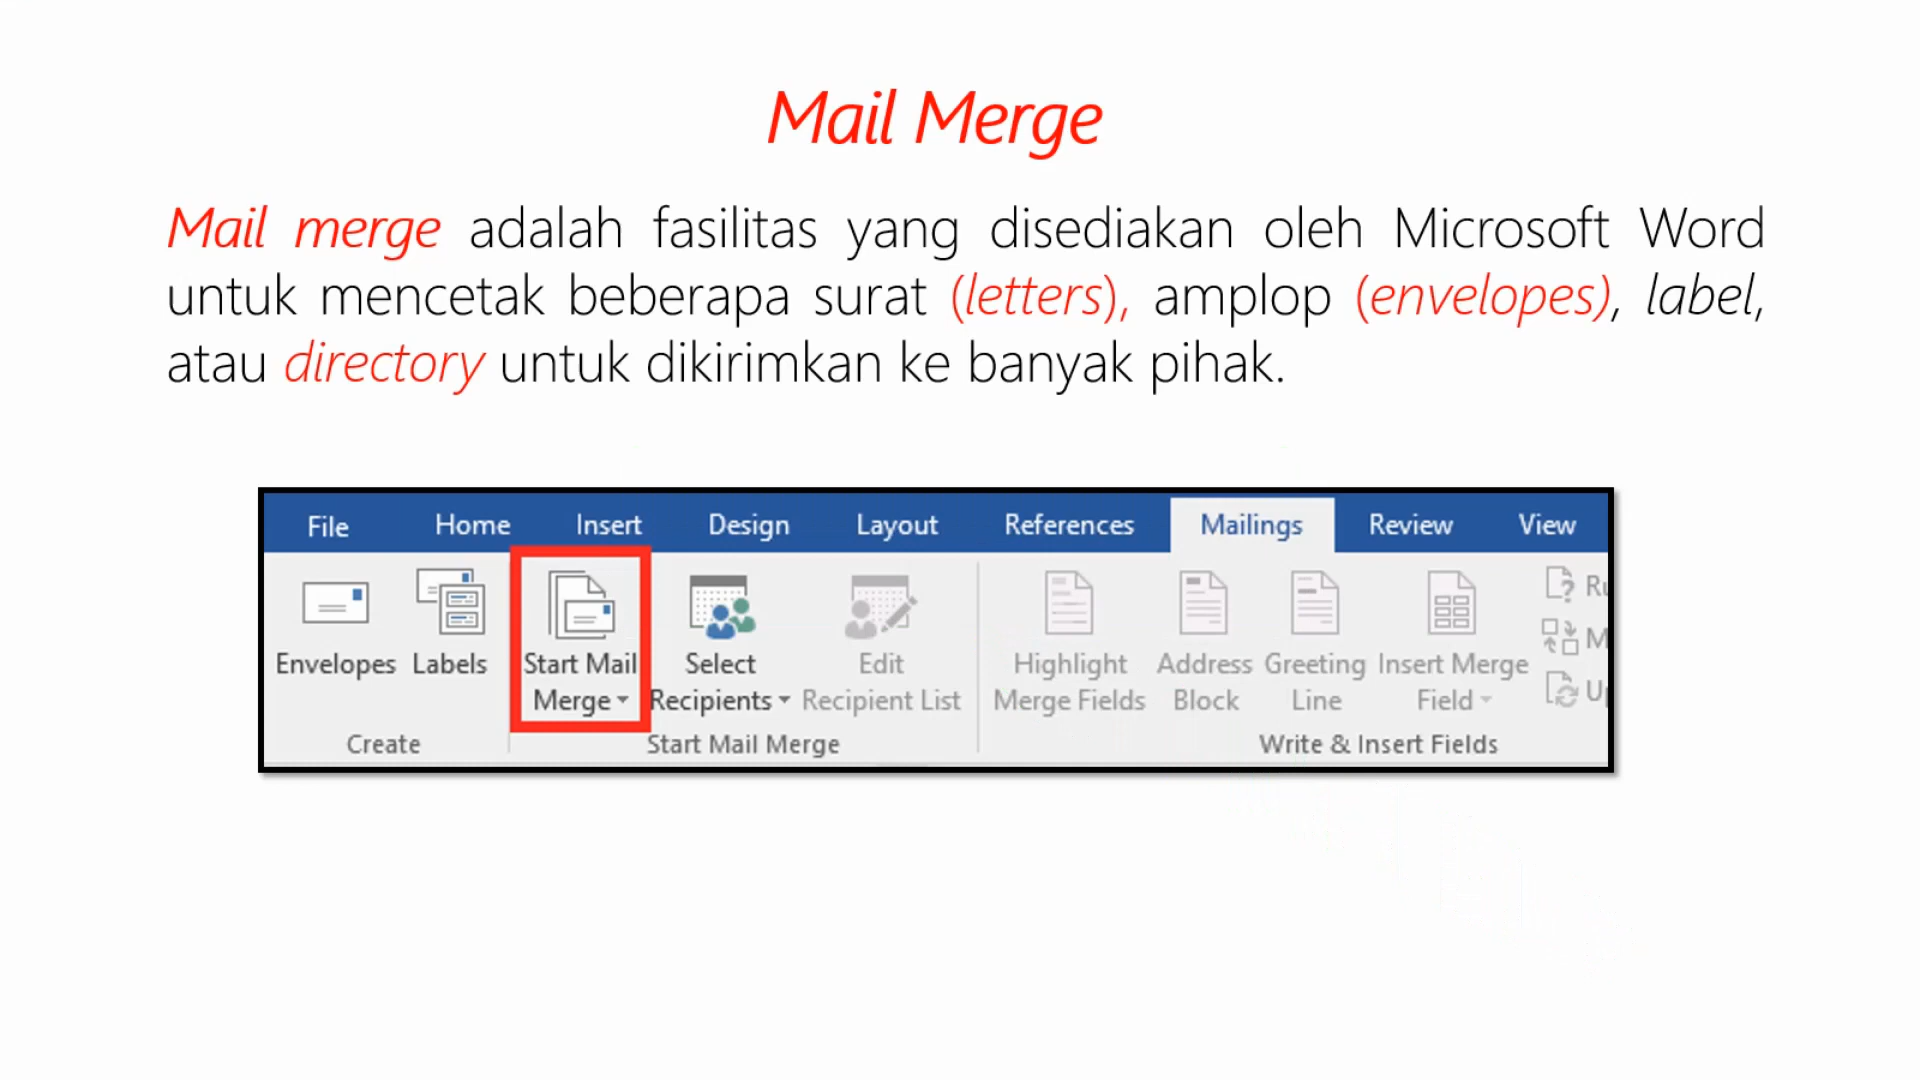 Mail Merge
Mail merge adalah fasilitas yang disediakan oleh Microsoft Word
untuk mencetak beberapa surat (letters), amplop (envelopes), label,
atau directory untuk dikirimkan ke banyak pihak.
File Home Insert Design Layout References Mailings Review View
Envelopes Labels Start Mail Merge Select Recipients Edit Recipient List Highlight Merge Fields Address Block Greeting Line Insert Merge Field
Create Start Mail Merge Write & Insert Fields